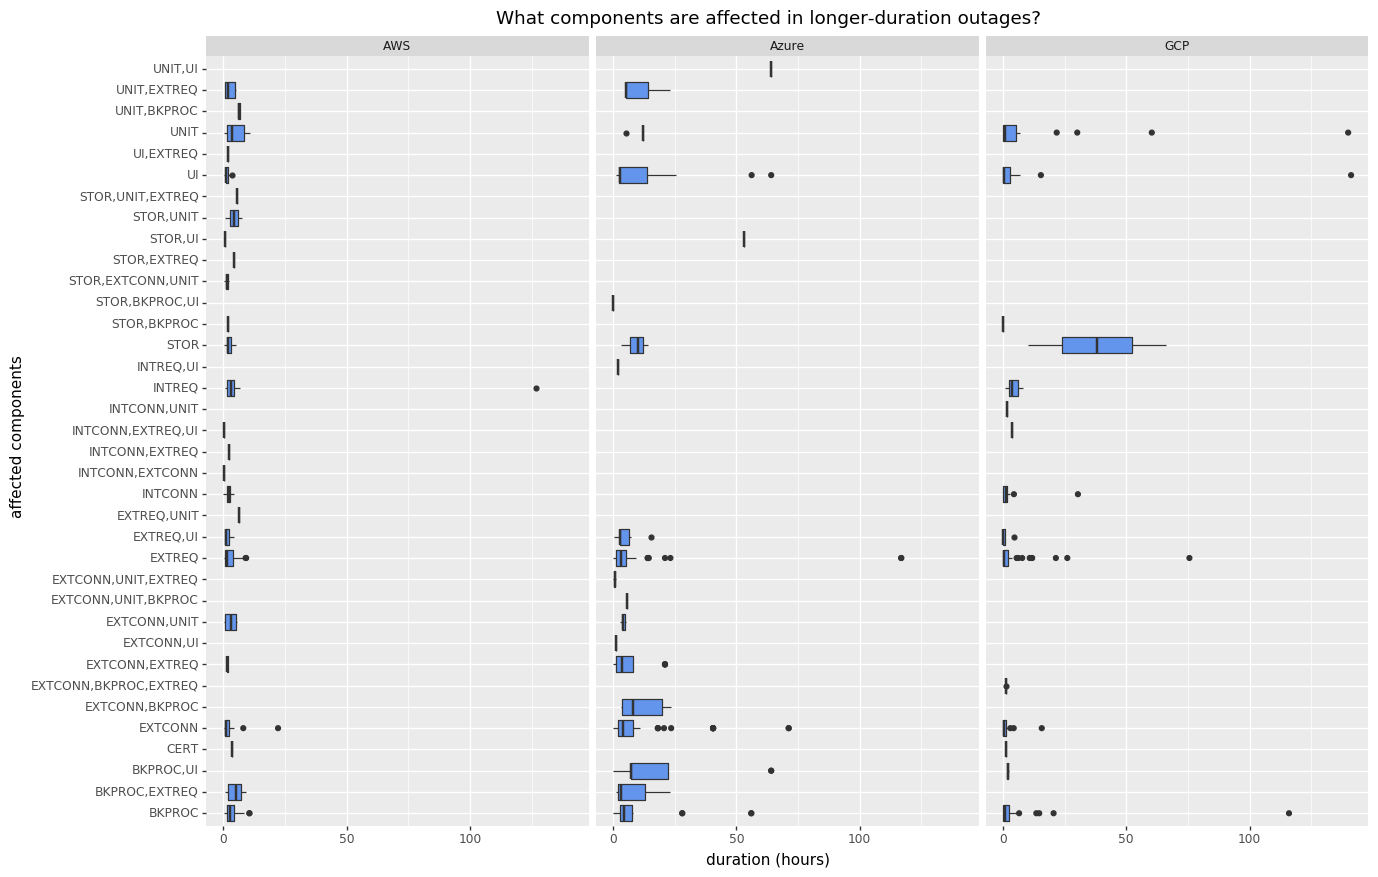 What components are affected in longer-duration outages?
AWS
Azure
GCP
affected components
UNIT,UI
UNIT,EXTREQ
UNIT,BKPROC
UNIT
UI,EXTREQ
UI
STOR,UNIT,EXTREQ
STOR,UNIT
STOR,UI
STOR,EXTREQ
STOR,EXTCONN,UNIT
STOR,BKPROC,UI
STOR,BKPROC
STOR
INTREQ,UI
INTREQ
INTCONN,UNIT
INTCONN,EXTREQ,UI
INTCONN,EXTREQ
INTCONN,EXTCONN
INTCONN
EXTREQ,UNIT
EXTREQ,UI
EXTREQ
EXTCONN,UNIT,EXTREQ
EXTCONN,UNIT,BKPROC
EXTCONN,UNIT
EXTCONN,UI
EXTCONN,EXTREQ
EXTCONN,BKPROC,EXTREQ
EXTCONN,BKPROC
EXTCONN
CERT
BKPROC,UI
BKPROC,EXTREQ
BKPROC
0 50 100
0 50 100
0 50 100
duration (hours)